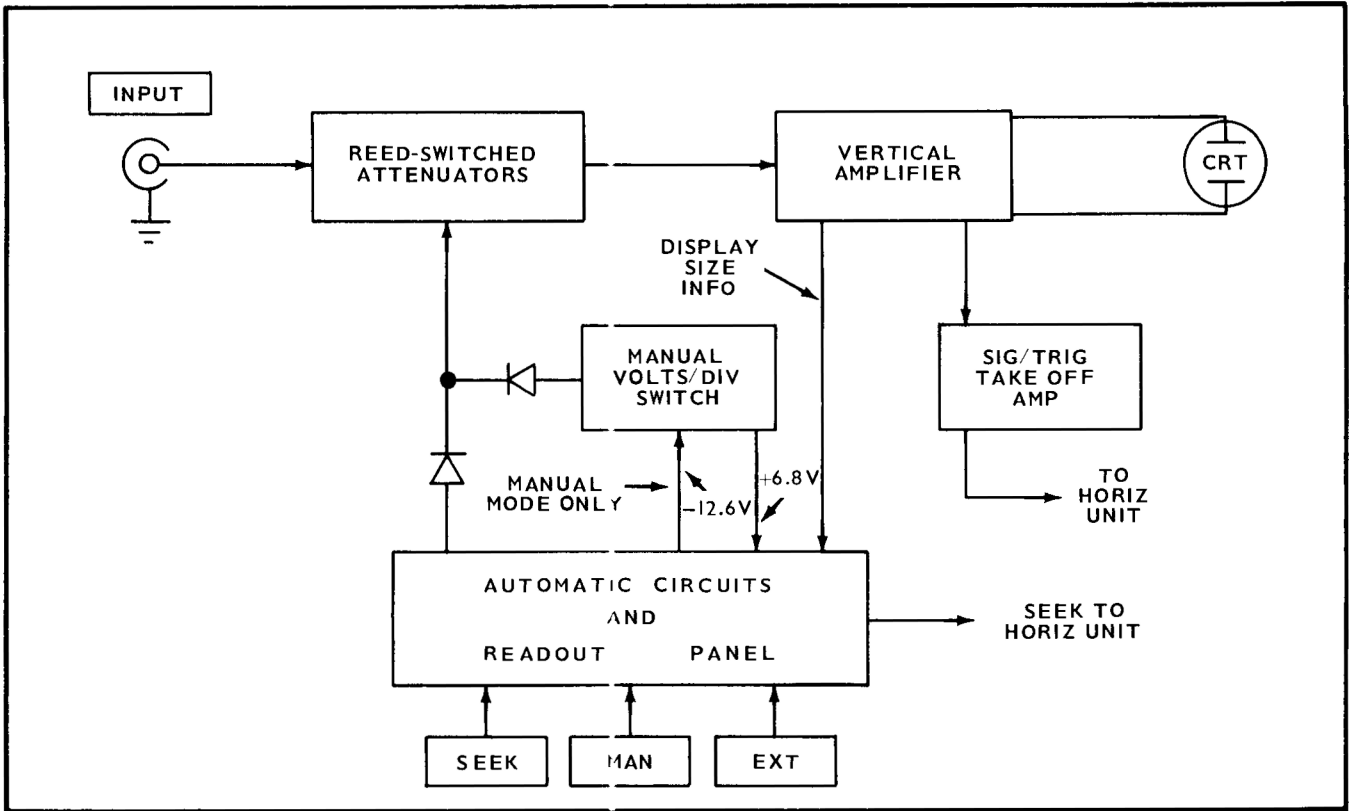 INPUT
REED-SWITCHED
ATTENUATORS
VERTICAL
AMPLIFIER
CRT
DISPLAY
SIZE
INFO
MANUAL
VOLTS/DIV
SWITCH
SIG/TRIG
TAKE OFF
AMP
MANUAL
MODE ONLY
-12.6V
+6.8V
TO
HORIZ
UNIT
AUTOMATIC CIRCUITS
AND
READOUT PANEL
SEEK TO
HORIZ UNIT
SEEK
MAN
EXT